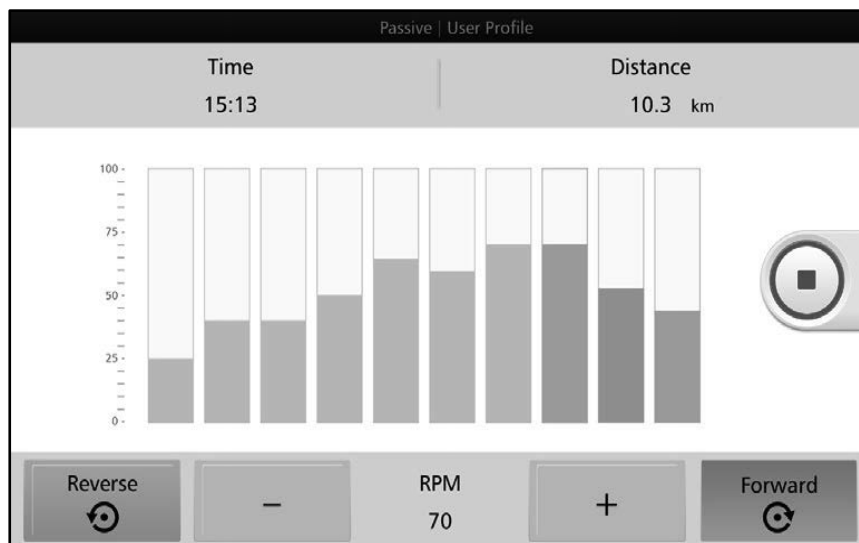 Passive | User Profile
Time
Distance
15:13
10.3 km
100
75
50
25
0
Reverse
−
RPM
70
+
Forward